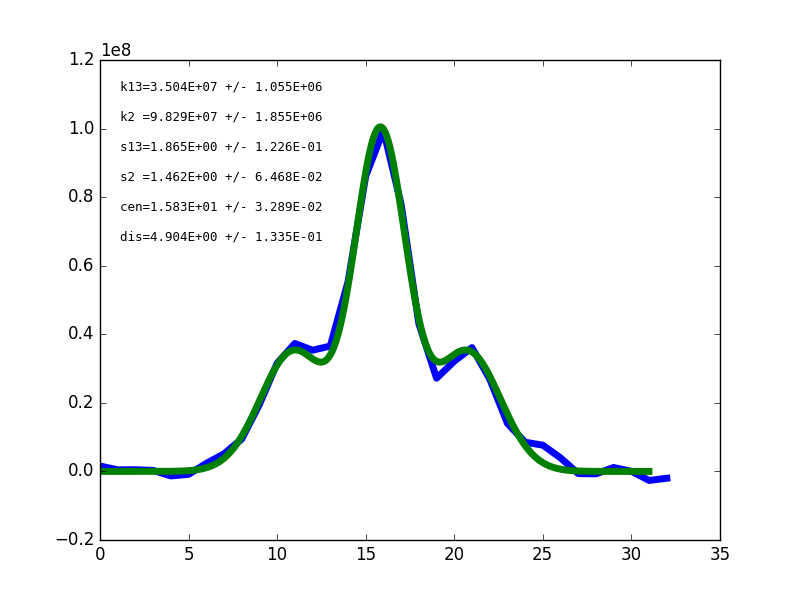 1e8
k13=3.504E+07 +/- 1.055E+06
k2 =9.829E+07 +/- 1.855E+06
s13=1.865E+00 +/- 1.226E-01
s2 =1.462E+00 +/- 6.468E-02
cen=1.583E+01 +/- 3.289E-02
dis=4.904E+00 +/- 1.335E-01
1.2
1.0
0.8
0.6
0.4
0.2
0.0
−0.2
0 5 10 15 20 25 30 35